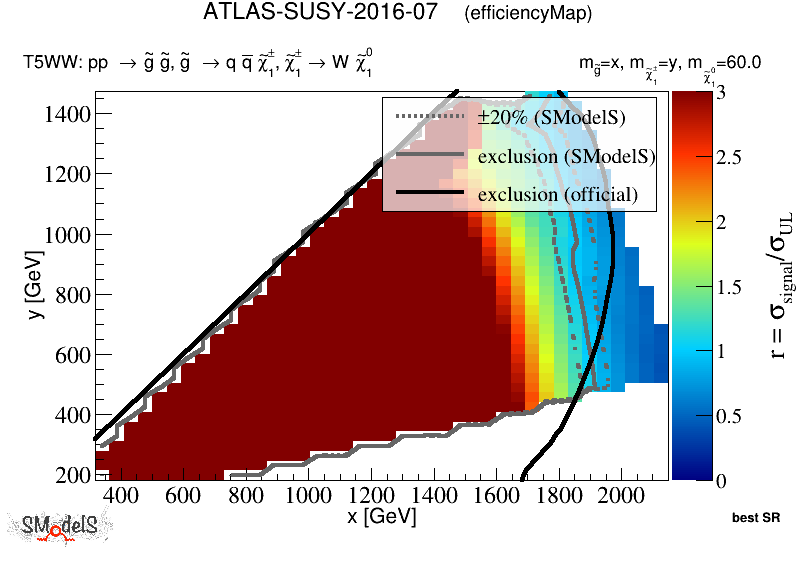 ATLAS-SUSY-2016-07 (efficiencyMap)
T5WW: pp → g̃ g̃, g̃ → q q̅ χ̃₁±, χ̃₁± → W χ̃₁⁰
m_g̃=x, m_χ̃₁±=y, m_χ̃₁⁰=60.0
±20% (SModelS)
exclusion (SModelS)
exclusion (official)
1400
1200
1000
800
600
400
200
y [GeV]
400 600 800 1000 1200 1400 1600 1800 2000
x [GeV]
3
2.5
2
1.5
1
0.5
0
r = σ_signal/σ_UL
SModelS
best SR